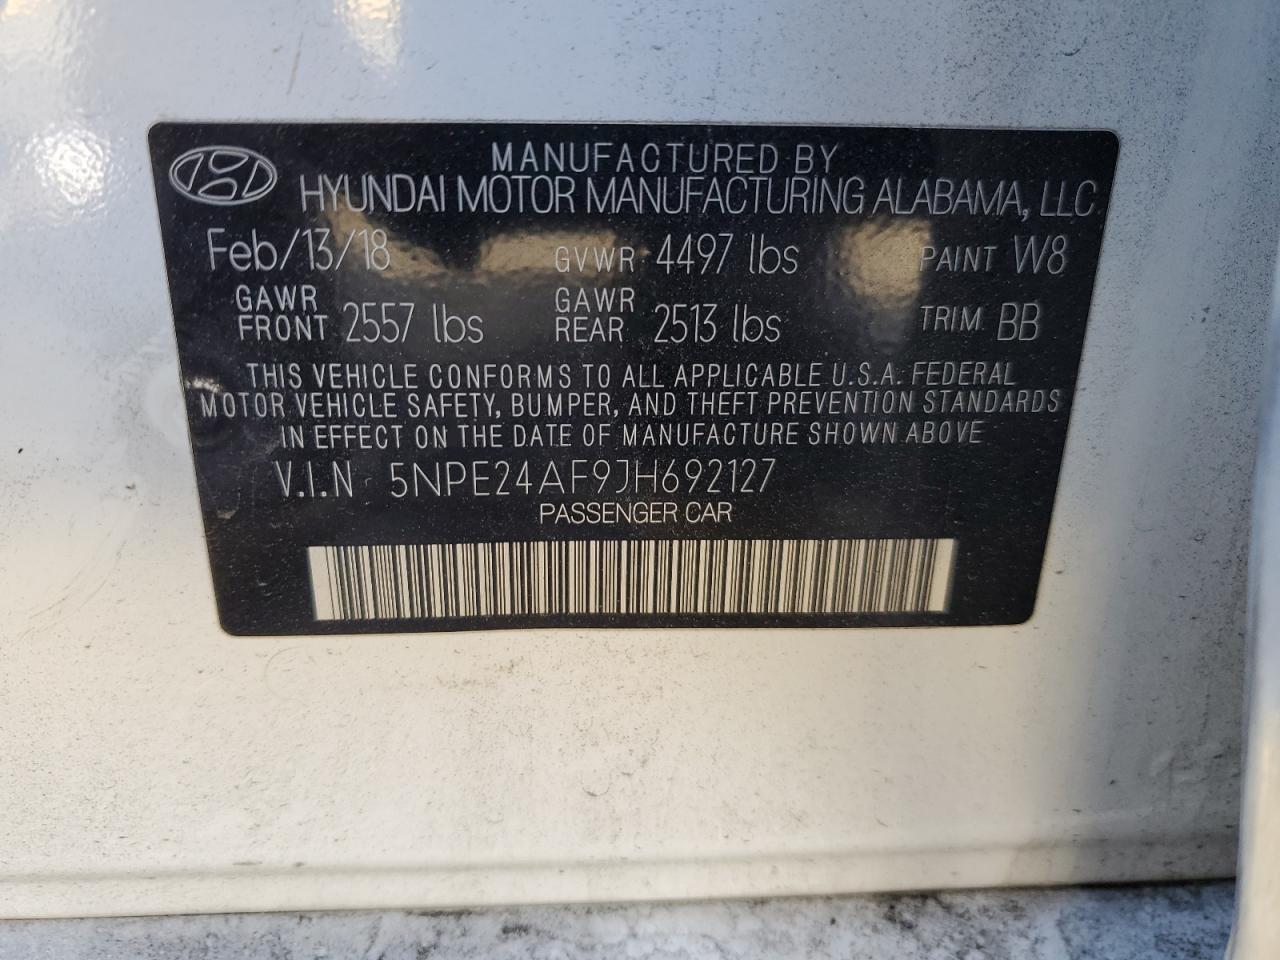 MANUFACTURED BY
HYUNDAI MOTOR MANUFACTURING ALABAMA, LLC
Feb/13/18 GVWR 4497 lbs PAINT W8
GAWR FRONT 2557 lbs GAWR REAR 2513 lbs TRIM BB
THIS VEHICLE CONFORMS TO ALL APPLICABLE U.S.A. FEDERAL
MOTOR VEHICLE SAFETY, BUMPER, AND THEFT PREVENTION STANDARDS
IN EFFECT ON THE DATE OF MANUFACTURE SHOWN ABOVE
V.I.N 5NPE24AF9JH692127
PASSENGER CAR